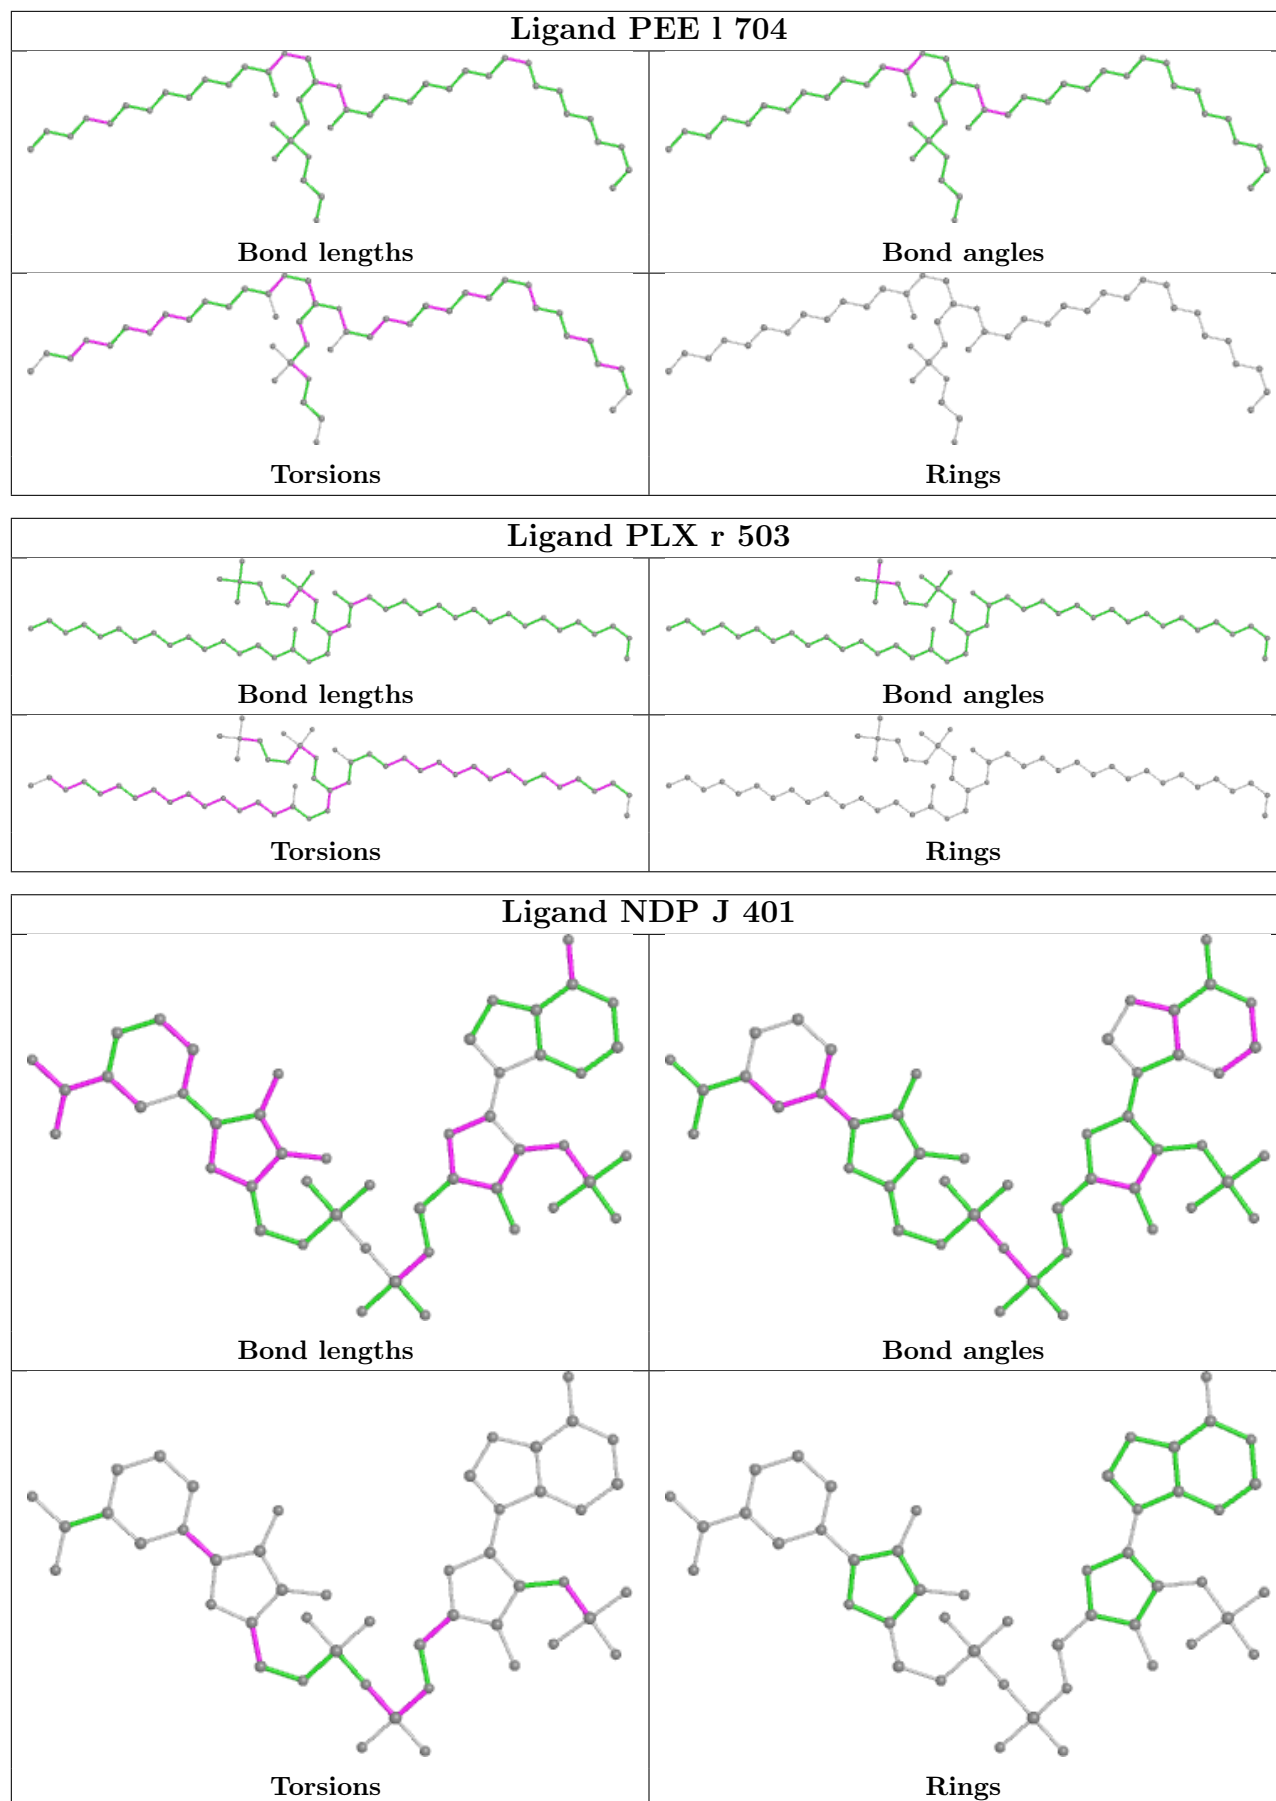 Ligand PEE l 704
Bond lengths
Bond angles
Torsions
Rings
Ligand PLX r 503
Bond lengths
Bond angles
Torsions
Rings
Ligand NDP J 401
Bond lengths
Bond angles
Torsions
Rings